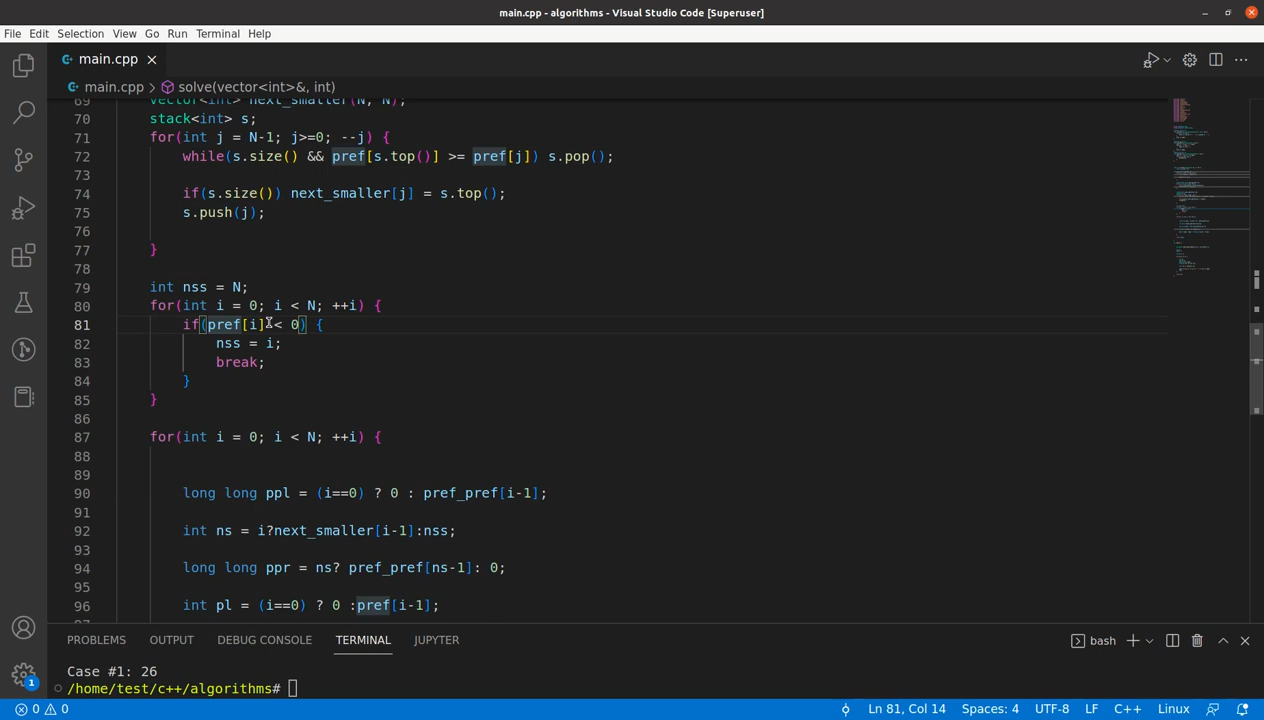 main.cpp - algorithms - Visual Studio Code [Superuser]
File Edit Selection View Go Run Terminal Help
main.cpp
main.cpp > solve(vector<int>&, int)
69 vector<int> next_smaller(N, N);
70 stack<int> s;
71 for(int j = N-1; j>=0; --j) {
72 while(s.size() && pref[s.top()] >= pref[j]) s.pop();
73
74 if(s.size()) next_smaller[j] = s.top();
75 s.push(j);
76
77 }
78
79 int nss = N;
80 for(int i = 0; i < N; ++i) {
81 if(pref[i] < 0) {
82 nss = i;
83 break;
84 }
85 }
86
87 for(int i = 0; i < N; ++i) {
88
89
90 long long ppl = (i==0) ? 0 : pref_pref[i-1];
91
92 int ns = i?next_smaller[i-1]:nss;
93
94 long long ppr = ns? pref_pref[ns-1]: 0;
95
96 int pl = (i==0) ? 0 :pref[i-1];
97
PROBLEMS OUTPUT DEBUG CONSOLE TERMINAL JUPYTER
bash
Case #1: 26
/home/test/c++/algorithms#
1
0 0 Ln 81, Col 14 Spaces: 4 UTF-8 LF C++ Linux